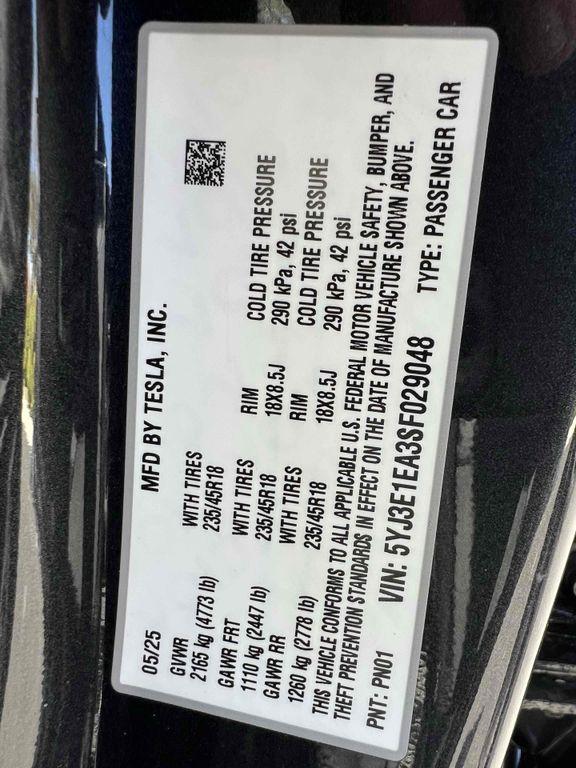 05/25 MFD BY TESLA, INC.
GVWR WITH TIRES
2165 kg (4773 lb) 235/45R18
GAWR FRT WITH TIRES RIM COLD TIRE PRESSURE
1110 kg (2447 lb) 235/45R18 18X8.5J 290 kPa, 42 psi
GAWR RR WITH TIRES RIM COLD TIRE PRESSURE
1260 kg (2778 lb) 235/45R18 18X8.5J 290 kPa, 42 psi
THIS VEHICLE CONFORMS TO ALL APPLICABLE U.S. FEDERAL MOTOR VEHICLE SAFETY, BUMPER, AND
THEFT PREVENTION STANDARDS IN EFFECT ON THE DATE OF MANUFACTURE SHOWN ABOVE.
PNT: PN01 VIN: 5YJ3E1EA3SF029048 TYPE: PASSENGER CAR